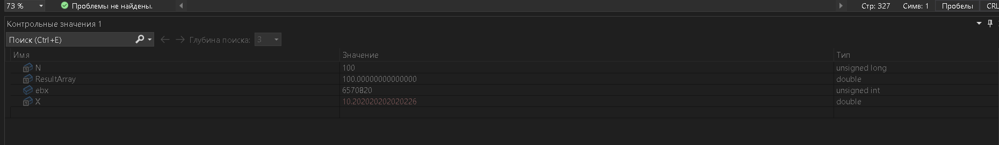 73 % Проблемы не найдены. Стр: 327 Симв: 1 Пробелы CRL
Контрольные значения 1
Поиск (Ctrl+E) Глубина поиска: 3
Имя Значение Тип
N 100 unsigned long
ResultArray 100.00000000000000 double
ebx 6570820 unsigned int
X 10.202020202020226 double